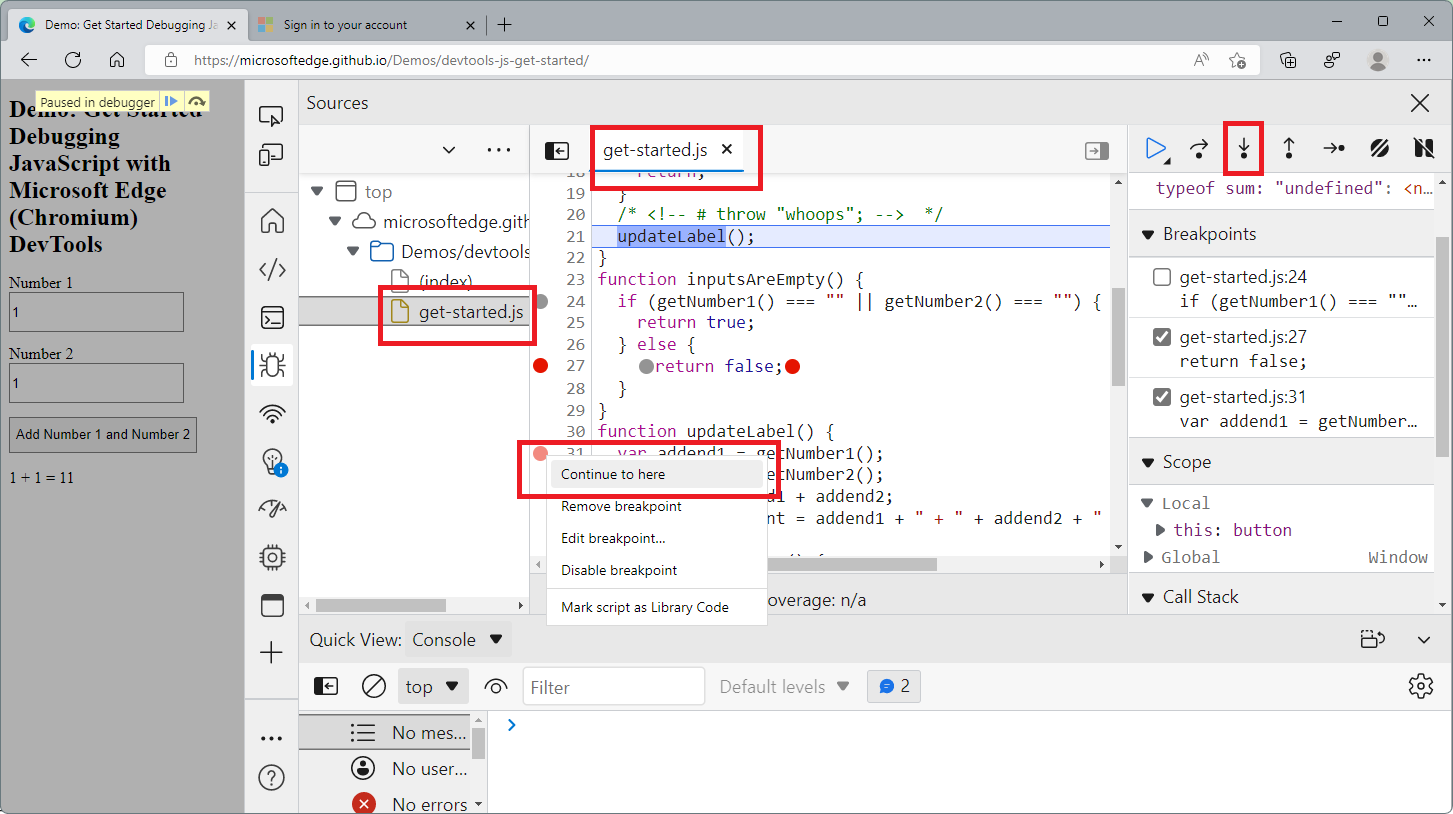 Demo: Get Started Debugging Ja
Sign in to your account
https://microsoftedge.github.io/Demos/devtools-js-get-started/
Paused in debugger
Demo: Get Started
Debugging
JavaScript with
Microsoft Edge
(Chromium)
DevTools
Number 1
1
Number 2
1
Add Number 1 and Number 2
1 + 1 = 11
Sources
top
microsoftedge.gith
Demos/devtools
(index)
get-started.js
get-started.js
18 return;
19 }
20 /* <!-- # throw "whoops"; --> */
21 updateLabel();
22 }
23 function inputsAreEmpty() {
24 if (getNumber1() === "" || getNumber2() === "") {
25 return true;
26 } else {
27 return false;
28 }
29 }
30 function updateLabel() {
31 var addend1 = getNumber1();
getNumber2();
1 + addend2;
nt = addend1 + " + " + addend2 + "
Continue to here
Remove breakpoint
Edit breakpoint...
Disable breakpoint
Mark script as Library Code
overage: n/a
typeof sum: "undefined": <n...
Breakpoints
get-started.js:24
if (getNumber1() === ""...
get-started.js:27
return false;
get-started.js:31
var addend1 = getNumber...
Scope
Local
this: button
Global Window
Call Stack
Quick View: Console
top
Filter
Default levels
2
No mes...
No user...
No errors